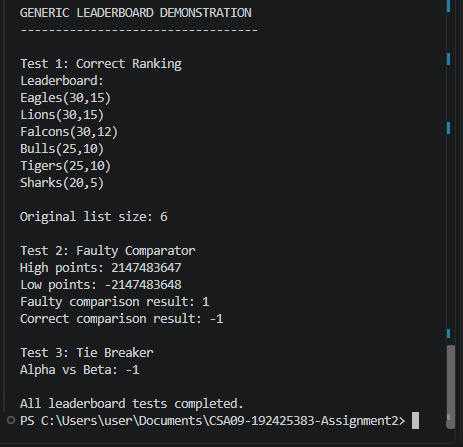 GENERIC LEADERBOARD DEMONSTRATION
----------------------------------
Test 1: Correct Ranking
Leaderboard:
Eagles(30,15)
Lions(30,15)
Falcons(30,12)
Bulls(25,10)
Tigers(25,10)
Sharks(20,5)
Original list size: 6
Test 2: Faulty Comparator
High points: 2147483647
Low points: -2147483648
Faulty comparison result: 1
Correct comparison result: -1
Test 3: Tie Breaker
Alpha vs Beta: -1
All leaderboard tests completed.
PS C:\Users\user\Documents\CSA09-192425383-Assignment2>